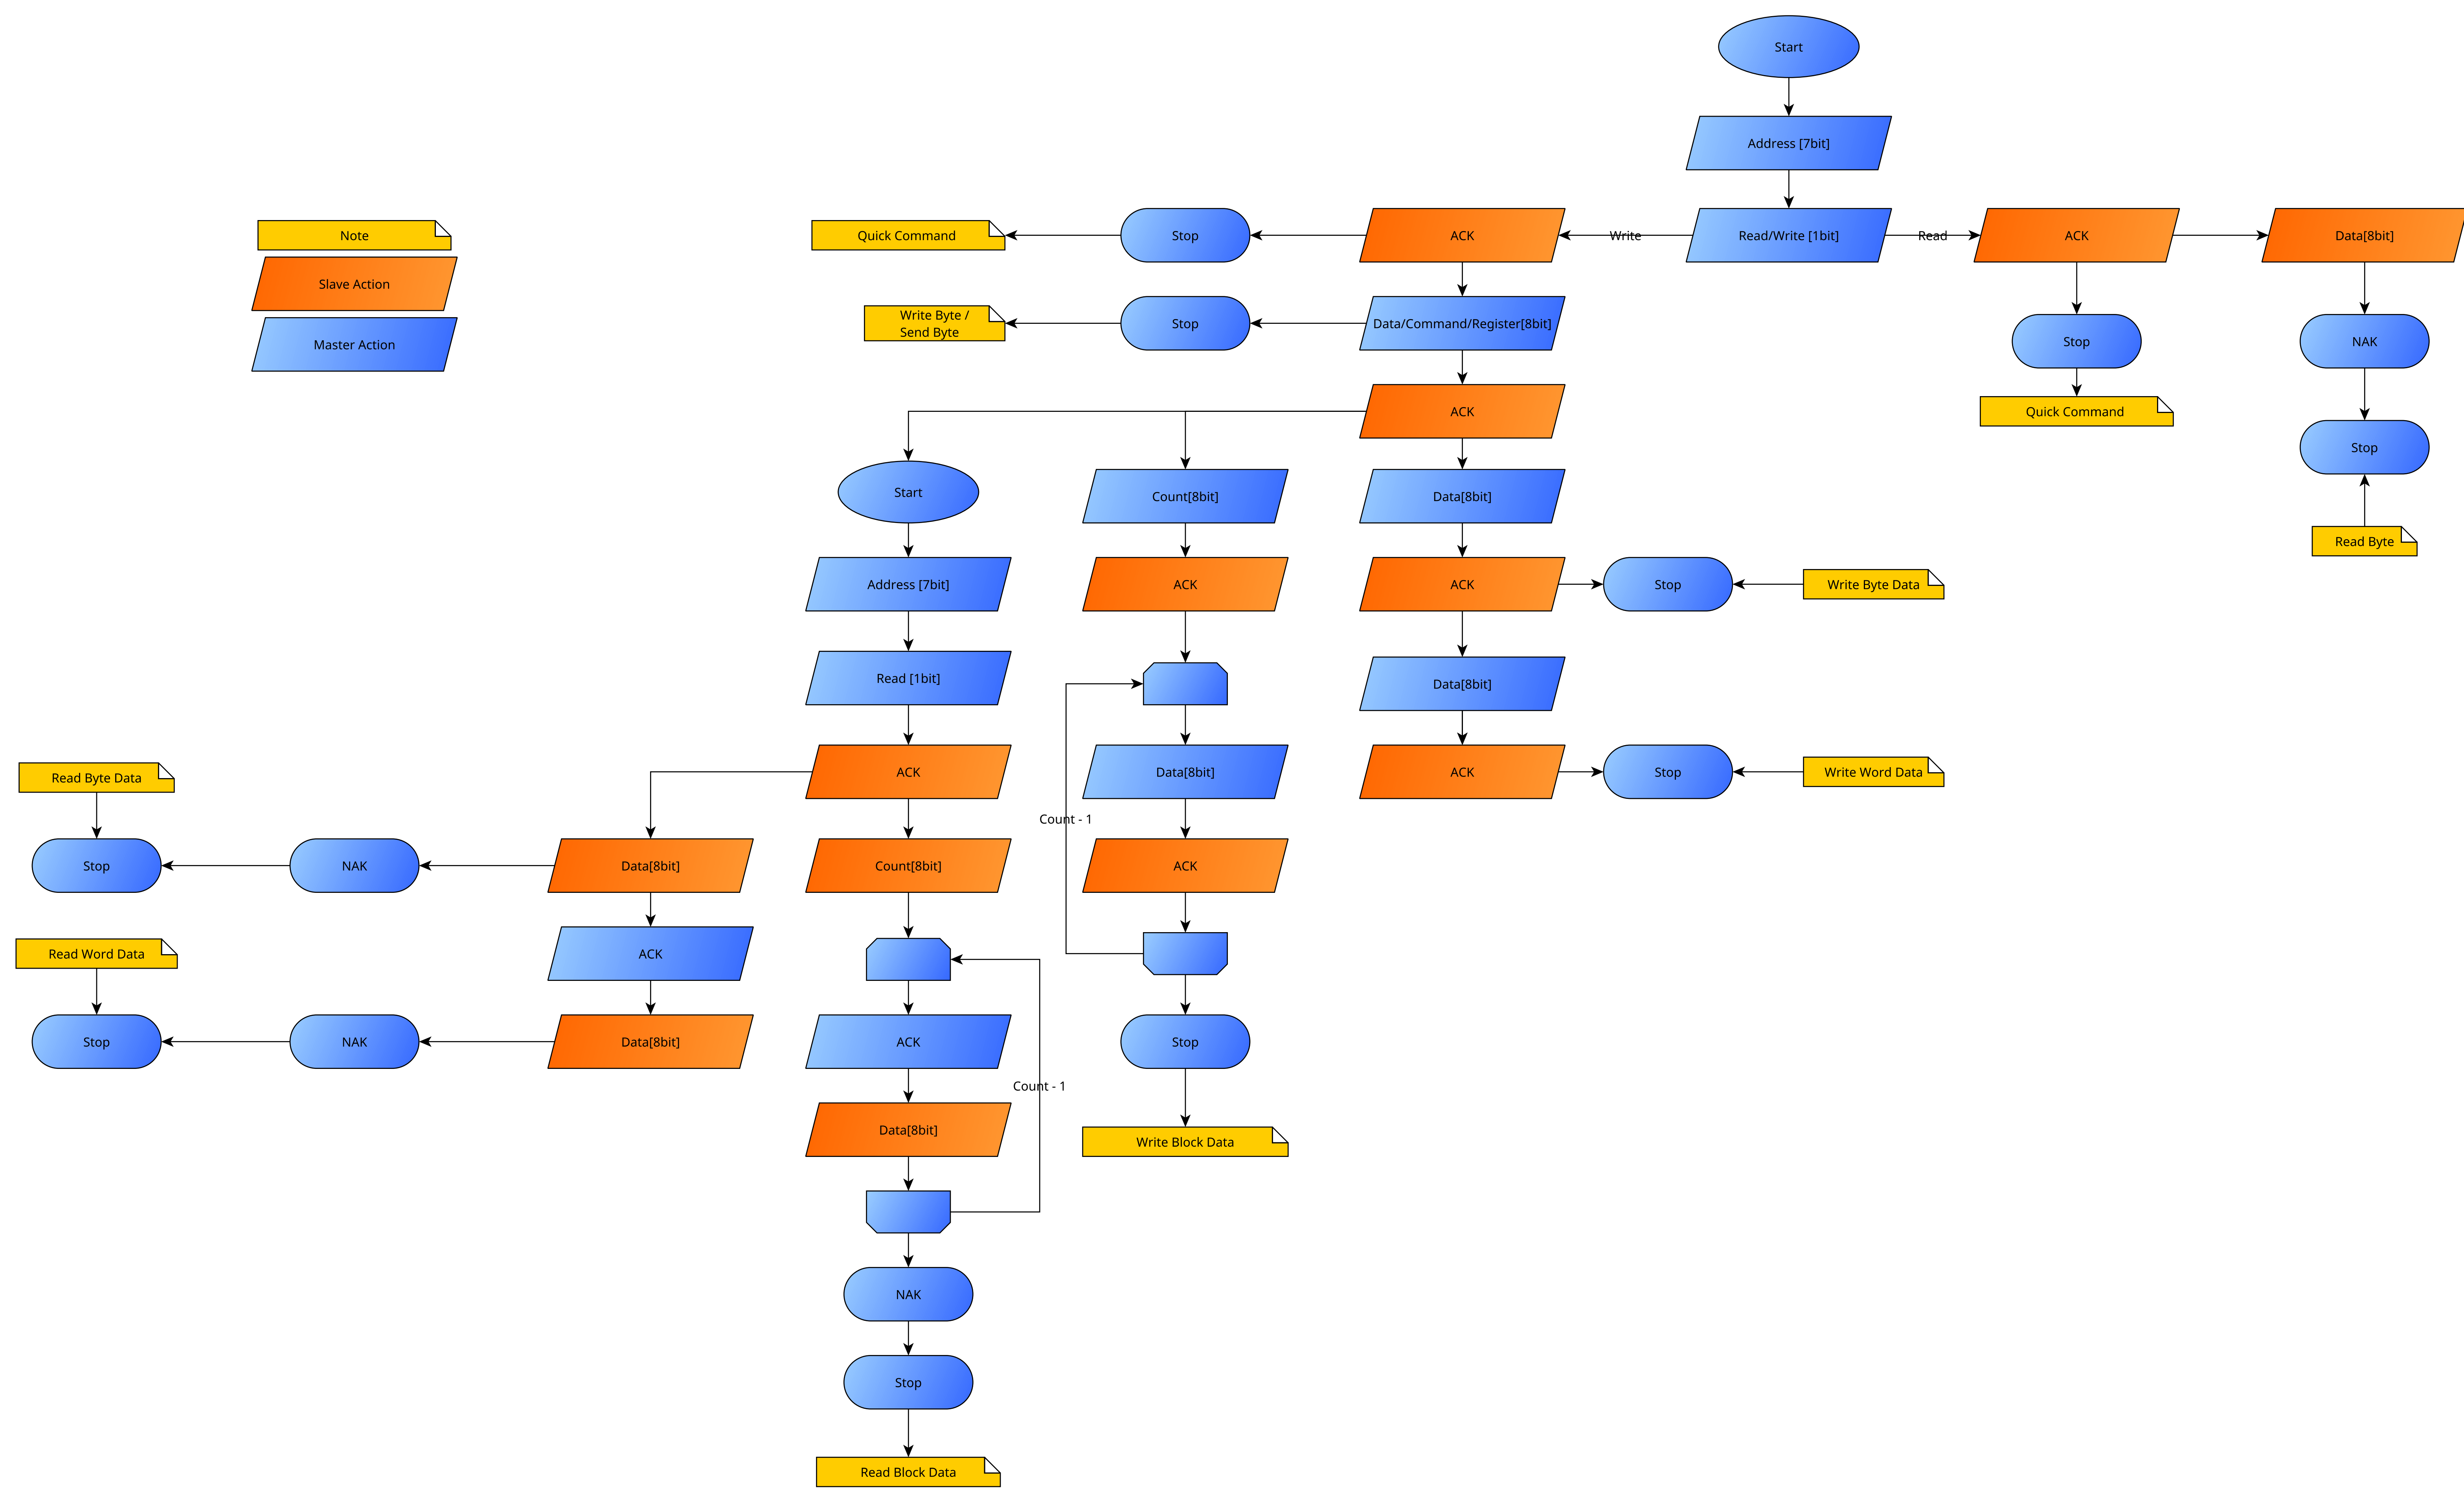 Start
Address [7bit]
Note
Quick Command
Stop
ACK
Write
Read/Write [1bit]
Read
ACK
Data[8bit]
Slave Action
Write Byte /
Send Byte
Stop
Data/Command/Register[8bit]
Master Action
Stop
NAK
ACK
Quick Command
Stop
Start
Count[8bit]
Data[8bit]
Read Byte
Address [7bit]
ACK
ACK
Stop
Write Byte Data
Read [1bit]
Data[8bit]
Read Byte Data
ACK
Data[8bit]
ACK
Stop
Write Word Data
Count - 1
Stop
NAK
Data[8bit]
Count[8bit]
ACK
Read Word Data
ACK
Stop
NAK
Data[8bit]
ACK
Stop
Count - 1
Data[8bit]
Write Block Data
NAK
Stop
Read Block Data